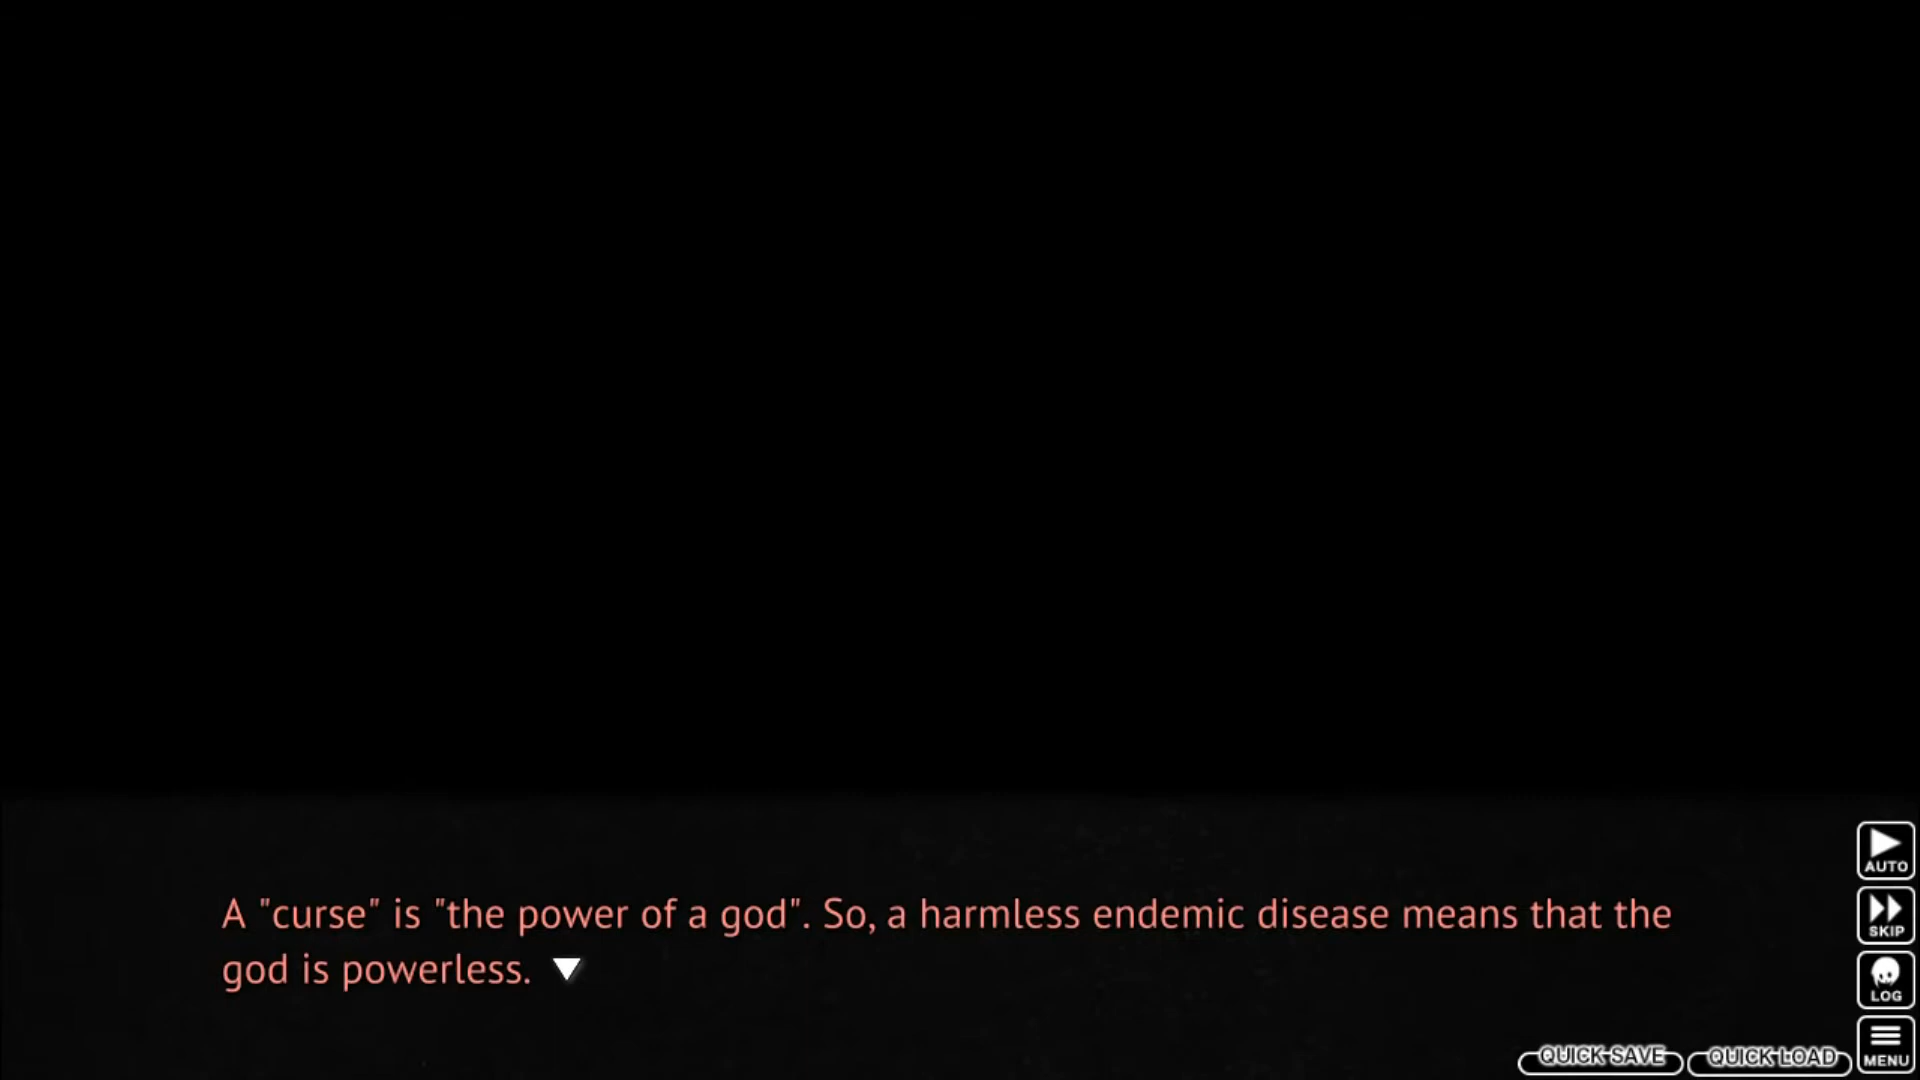 A "curse" is "the power of a god". So, a harmless endemic disease means that the
god is powerless.
AUTO
SKIP
LOG
MENU
QUICK SAVE
QUICK LOAD